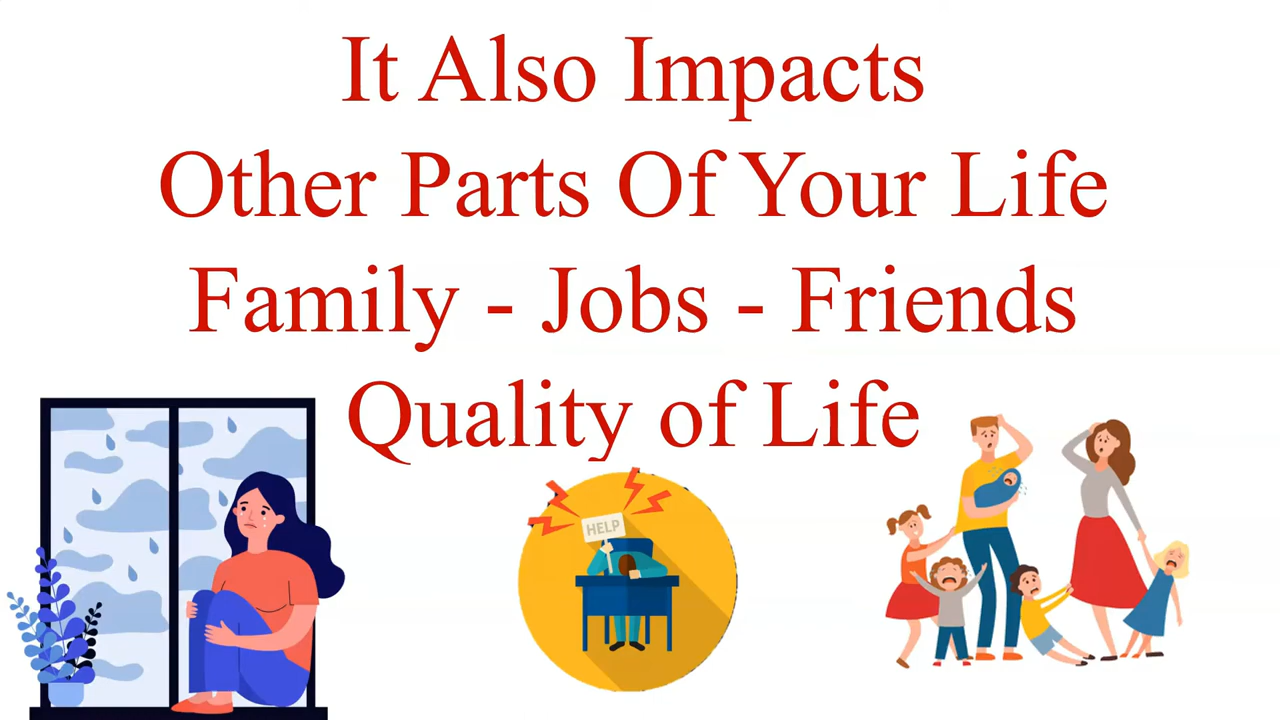 It Also Impacts
Other Parts Of Your Life
Family - Jobs - Friends
Quality of Life
HELP